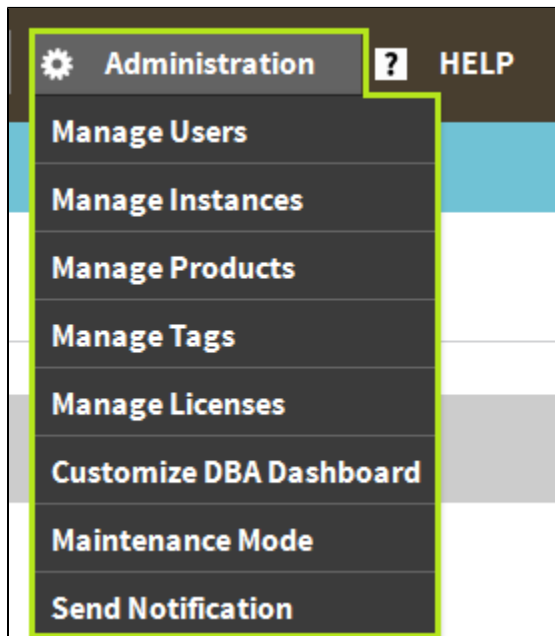 Administration ? HELP
Manage Users
Manage Instances
Manage Products
Manage Tags
Manage Licenses
Customize DBA Dashboard
Maintenance Mode
Send Notification